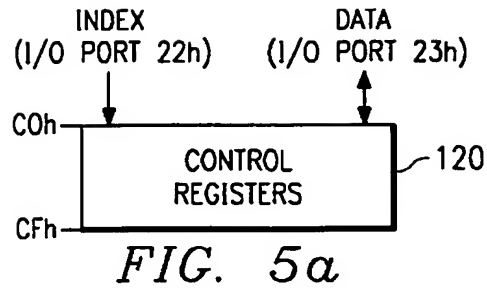 INDEX
(I/O PORT 22h)
DATA
(I/O PORT 23h)
C0h
CONTROL
REGISTERS
120
CFh
FIG. 5a